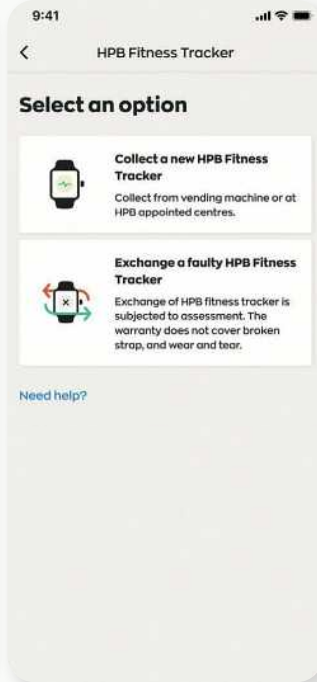 9:41
HPB Fitness Tracker
Select an option
Collect a new HPB Fitness
Tracker
Collect from vending machine or at
HPB appointed centres.
Exchange a faulty HPB Fitness
Tracker
Exchange of HPB fitness tracker is
subjected to assessment. The
warranty does not cover broken
strap, and wear and tear.
Need help?